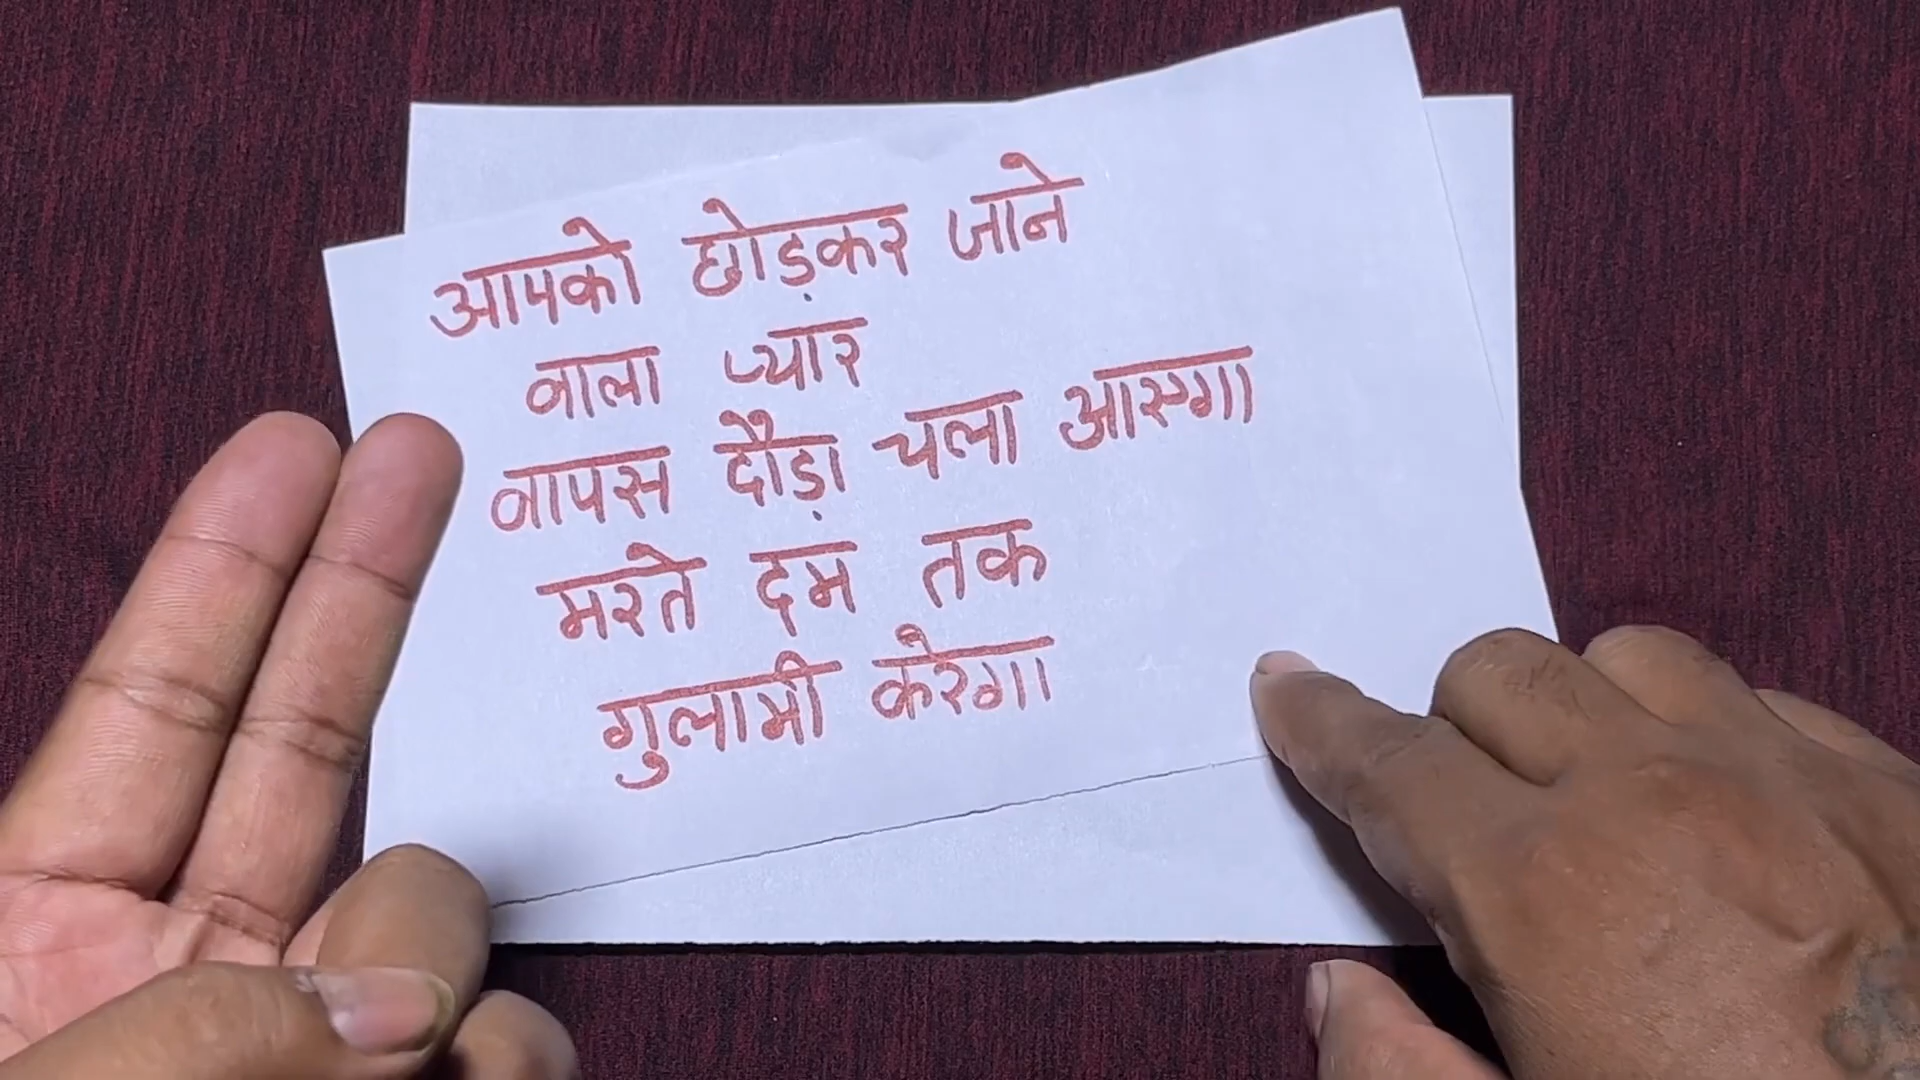 आपको छोड़कर जाने
वाला प्यार
वापस दौड़ा चला आएगा
मरते दम तक
गुलामी करेगा